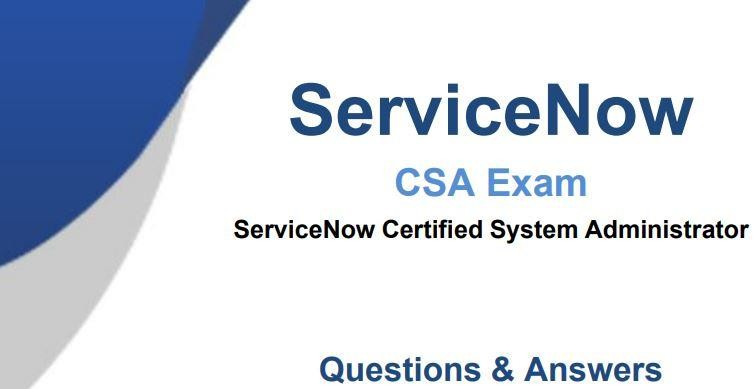 ServiceNow
CSA Exam
ServiceNow Certified System Administrator
Questions & Answers